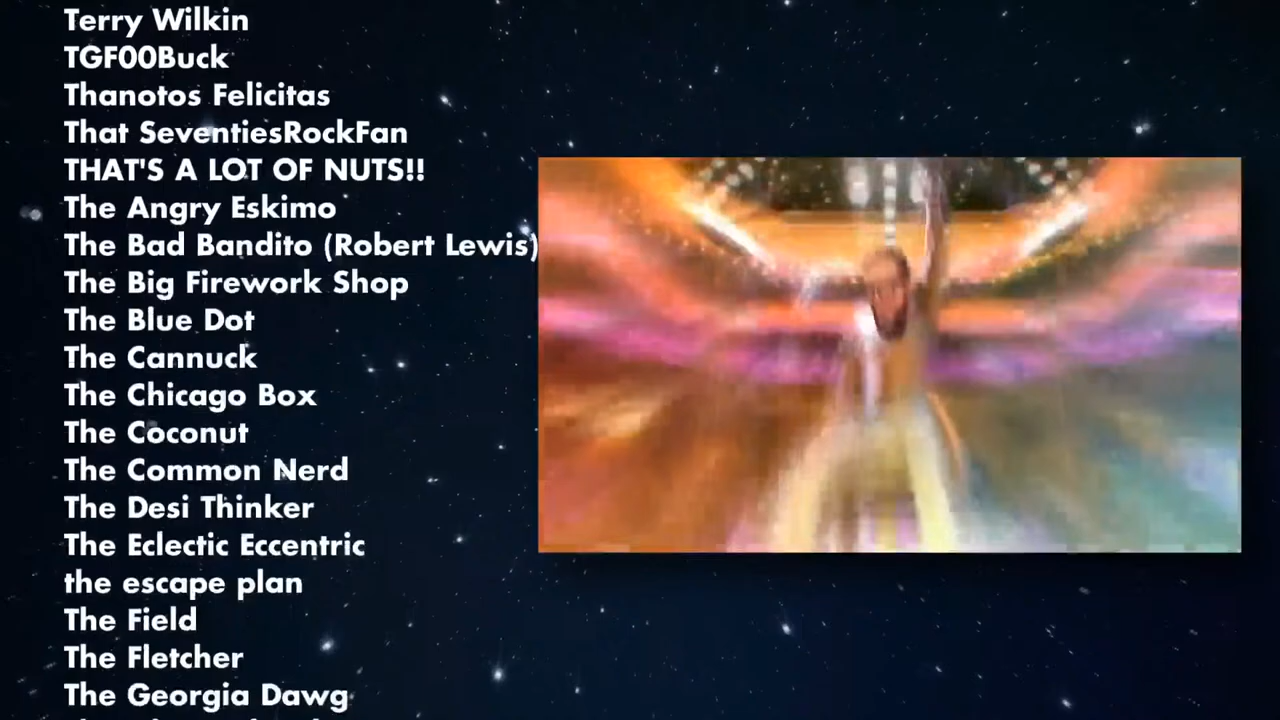 Terry Wilkin
TGF00Buck
Thanotos Felicitas
That SeventiesRockFan
THAT'S A LOT OF NUTS!!
The Angry Eskimo
The Bad Bandito (Robert Lewis)
The Big Firework Shop
The Blue Dot
The Cannuck
The Chicago Box
The Coconut
The Common Nerd
The Desi Thinker
The Eclectic Eccentric
the escape plan
The Field
The Fletcher
The Georgia Dawg